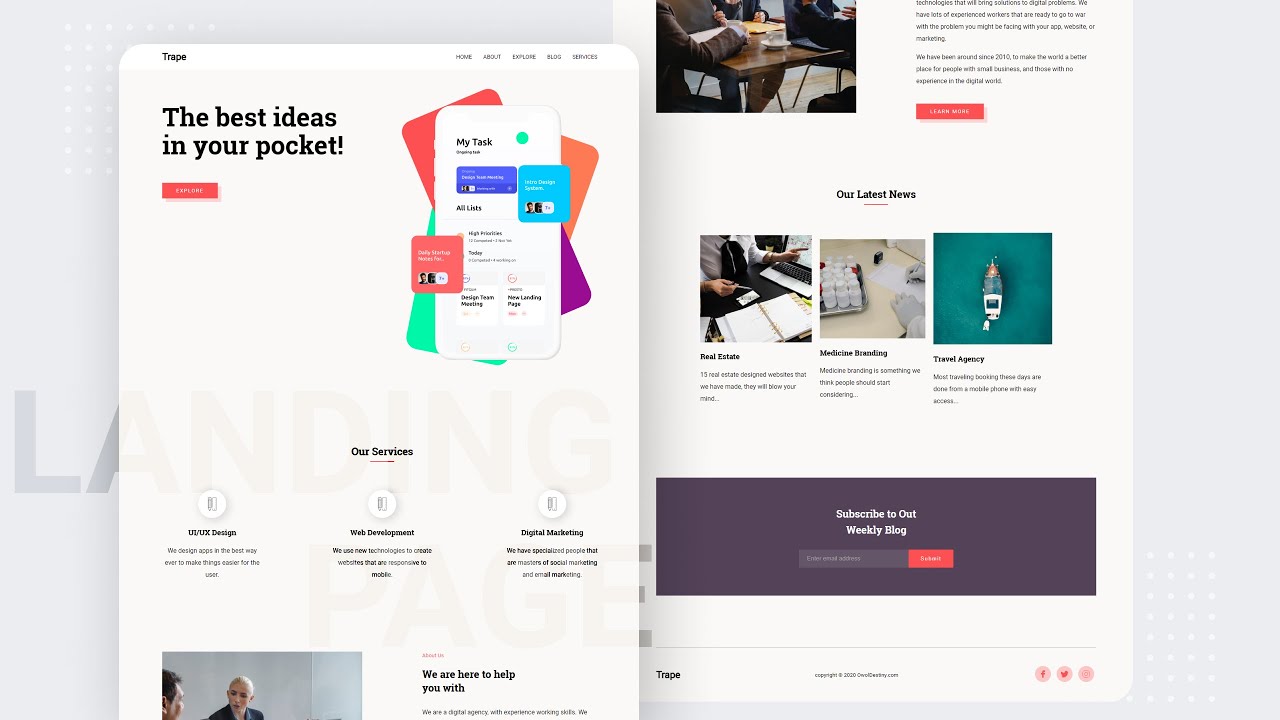 Trape
HOME ABOUT EXPLORE BLOG SERVICES
The best ideas
in your pocket!
EXPLORE
My Task
Ongoing task
Design Team Meeting
Intro Design
System.
7+
All Lists
High Priorities
12 Competed • 2 Not Yet
Daily Startup
Notes for..
7+
Today
8 Competed • 4 working on
Design Team
Meeting
New Landing
Page
LANDING
PAGE
Our Services
UI/UX Design
We design apps in the best way
ever to make things easier for the
user.
Web Development
We use new technologies to create
websites that are responsive to
mobile.
Digital Marketing
We have specialized people that
are masters of social marketing
and email marketing.
About Us
We are here to help
you with
We are a digital agency, with experience working skills. We
technologies that will bring solutions to digital problems. We
have lots of experienced workers that are ready to go to war
with the problem you might be facing with your app, website, or
marketing.
We have been around since 2010, to make the world a better
place for people with small business, and those with no
experience in the digital world.
LEARN MORE
Our Latest News
Real Estate
15 real estate designed websites that
we have made, they will blow your
mind...
Medicine Branding
Medicine branding is something we
think people should start
considering...
Travel Agency
Most traveling booking these days are
done from a mobile phone with easy
access...
Subscribe to Out
Weekly Blog
Enter email address
Submit
Trape
copyright © 2020 OwolDestiny.com